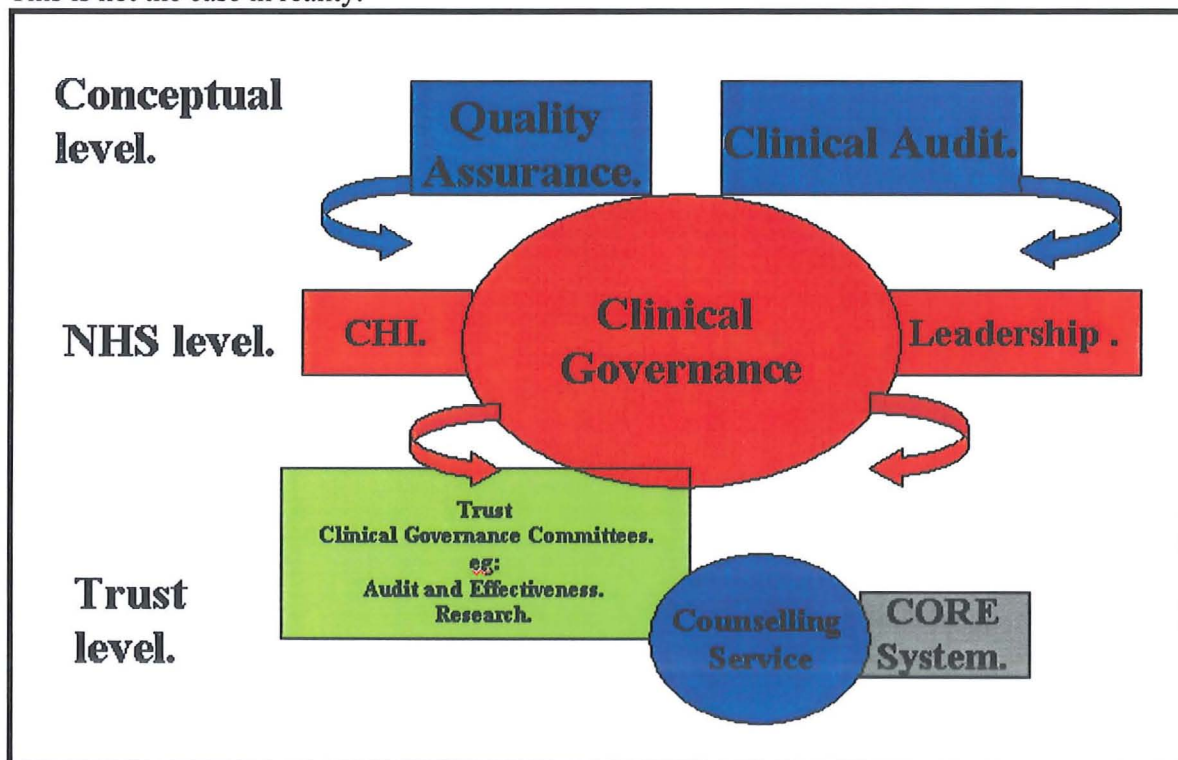 This is not the case in reality.
Conceptual
level.
Quality
Assurance.
Clinical Audit.
NHS level.
CHI.
Clinical
Governance
Leadership .
Trust
Clinical Governance Committees.
eg:
Audit and Effectiveness.
Research.
Trust
level.
Counselling
Service
CORE
System.